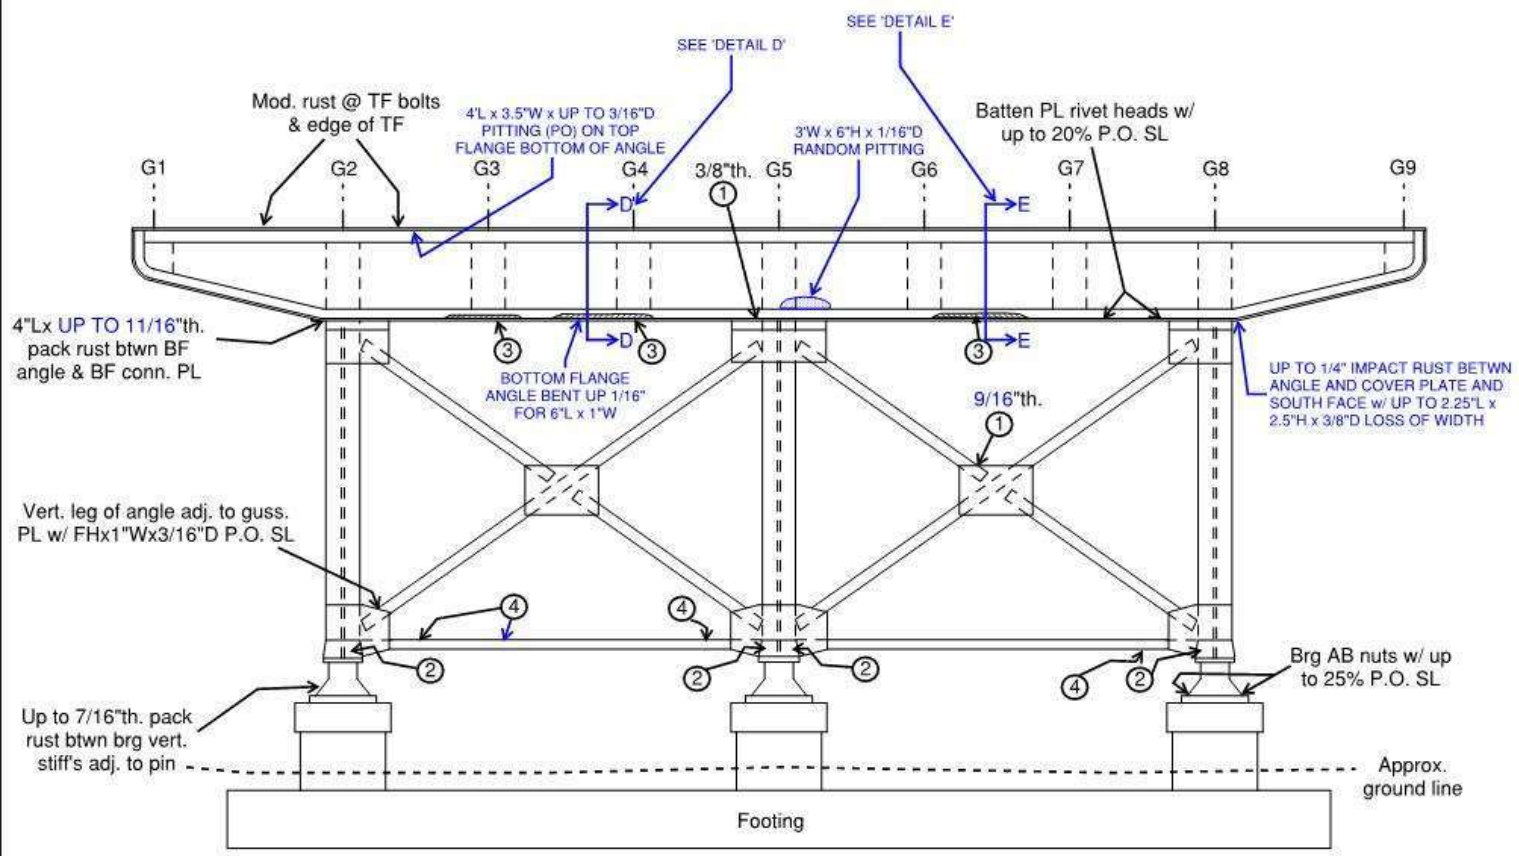 SEE 'DETAIL E'
SEE 'DETAIL D'
Mod. rust @ TF bolts
& edge of TF
4'L x 3.5"W x UP TO 3/16"D
PITTING (PO) ON TOP
FLANGE BOTTOM OF ANGLE
3'W x 6"H x 1/16"D
RANDOM PITTING
Batten PL rivet heads w/
up to 20% P.O. SL
G1
G2
G3
G4
3/8"th.
1
G5
G6
G7
G8
G9
D
E
4"Lx UP TO 11/16"th.
pack rust btwn BF
angle & BF conn. PL
3
D
3
3
E
BOTTOM FLANGE
ANGLE BENT UP 1/16"
FOR 6"L x 1"W
UP TO 1/4" IMPACT RUST BETWN
ANGLE AND COVER PLATE AND
SOUTH FACE w/ UP TO 2.25"L x
2.5"H x 3/8"D LOSS OF WIDTH
9/16"th.
1
Vert. leg of angle adj. to guss.
PL w/ FHx1"Wx3/16"D P.O. SL
4
4
2
2
2
4
2
Brg AB nuts w/ up
to 25% P.O. SL
Up to 7/16"th. pack
rust btwn brg vert.
stiff's adj. to pin
Approx.
ground line
Footing